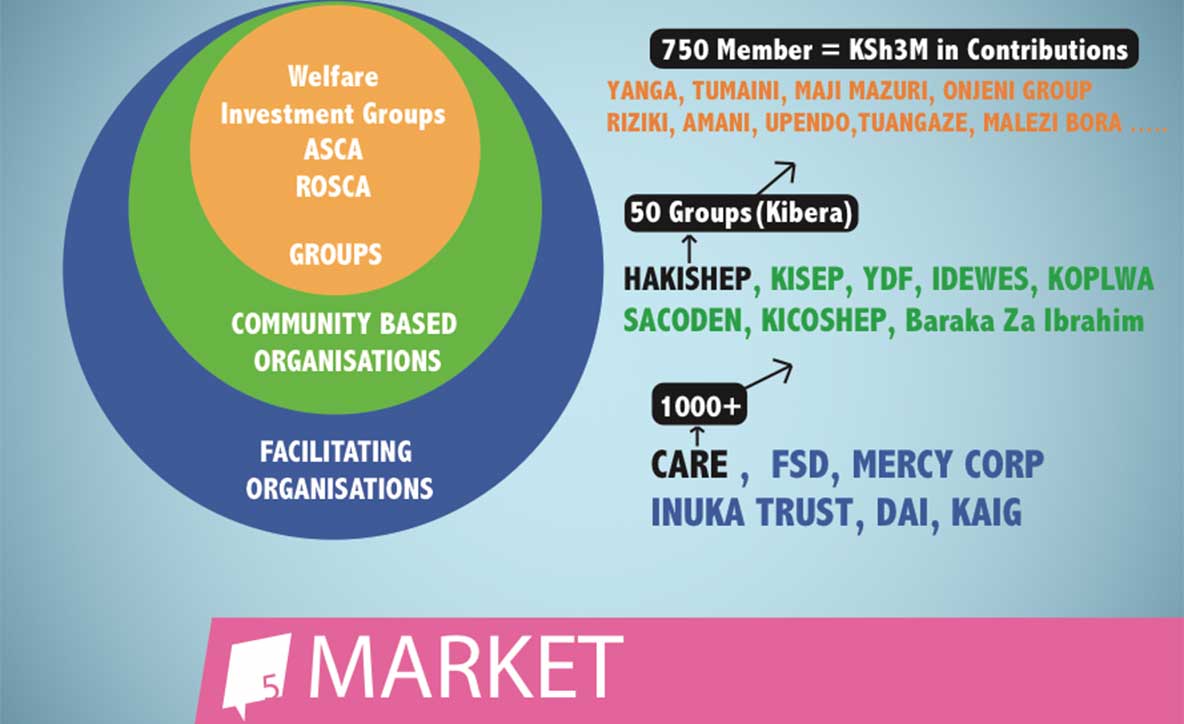 Welfare
Investment Groups
ASCA
ROSCA
GROUPS
COMMUNITY BASED
ORGANISATIONS
FACILITATING
ORGANISATIONS
750 Member = KSh3M in Contributions
YANGA, TUMAINI, MAJI MAZURI, ONJENI GROUP
RIZIKI, AMANI, UPENDO,TUANGAZE, MALEZI BORA .....
50 Groups (Kibera)
HAKISHEP, KISEP, YDF, IDEWES, KOPLWA
SACODEN, KICOSHEP, Baraka Za Ibrahim
1000+
CARE , FSD, MERCY CORP
INUKA TRUST, DAI, KAIG
5 MARKET